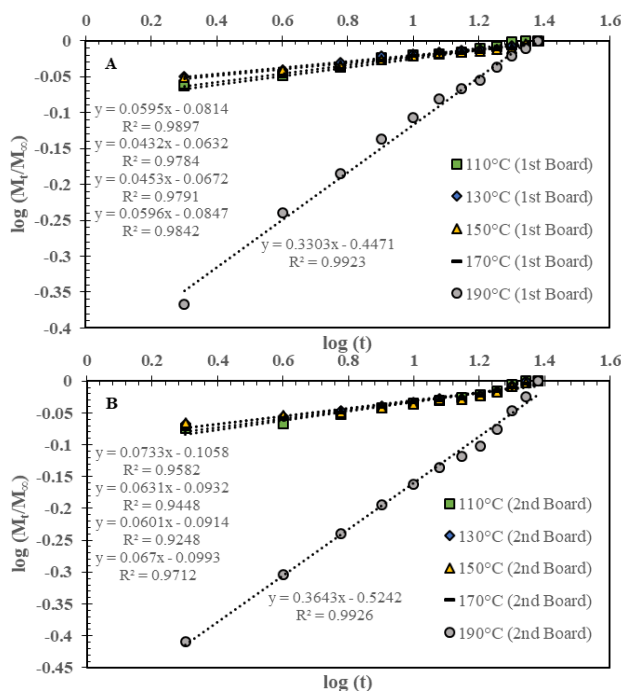 0 0.2 0.4 0.6 0.8 1 1.2 1.4 1.6
0
-0.05
-0.1
-0.15
-0.2
-0.25
-0.3
-0.35
-0.4
log (Mt/M∞)
A
y = 0.0595x - 0.0814
R² = 0.9897
y = 0.0432x - 0.0632
R² = 0.9784
y = 0.0453x - 0.0672
R² = 0.9791
y = 0.0596x - 0.0847
R² = 0.9842
y = 0.3303x - 0.4471
R² = 0.9923
110°C (1st Board)
130°C (1st Board)
150°C (1st Board)
170°C (1st Board)
190°C (1st Board)
log (t)
0 0.2 0.4 0.6 0.8 1 1.2 1.4 1.6
0
-0.05
-0.1
-0.15
-0.2
-0.25
-0.3
-0.35
-0.4
-0.45
log (Mt/M∞)
B
y = 0.0733x - 0.1058
R² = 0.9582
y = 0.0631x - 0.0932
R² = 0.9448
y = 0.0601x - 0.0914
R² = 0.9248
y = 0.067x - 0.0993
R² = 0.9712
y = 0.3643x - 0.5242
R² = 0.9926
110°C (2nd Board)
130°C (2nd Board)
150°C (2nd Board)
170°C (2nd Board)
190°C (2nd Board)
log (t)